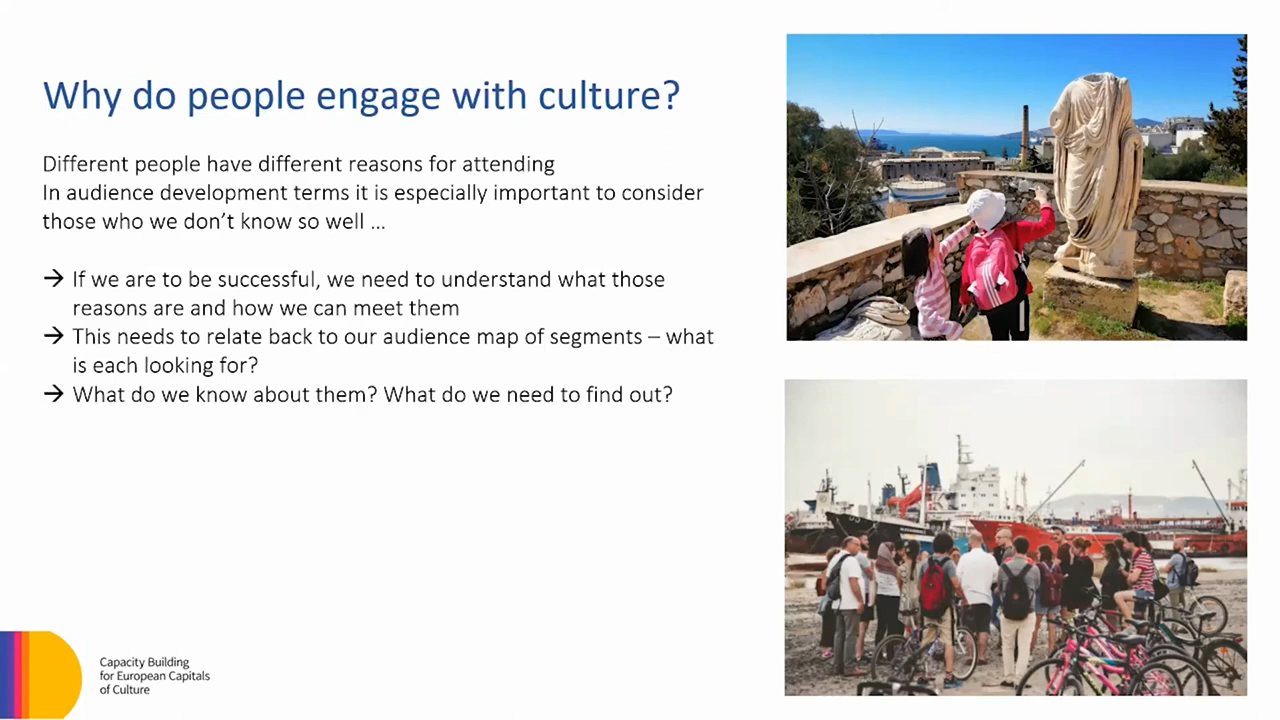 Why do people engage with culture?
Different people have different reasons for attending
In audience development terms it is especially important to consider
those who we don’t know so well ...
→ If we are to be successful, we need to understand what those
reasons are and how we can meet them
→ This needs to relate back to our audience map of segments – what
is each looking for?
→ What do we know about them? What do we need to find out?
Capacity Building
for European Capitals
of Culture